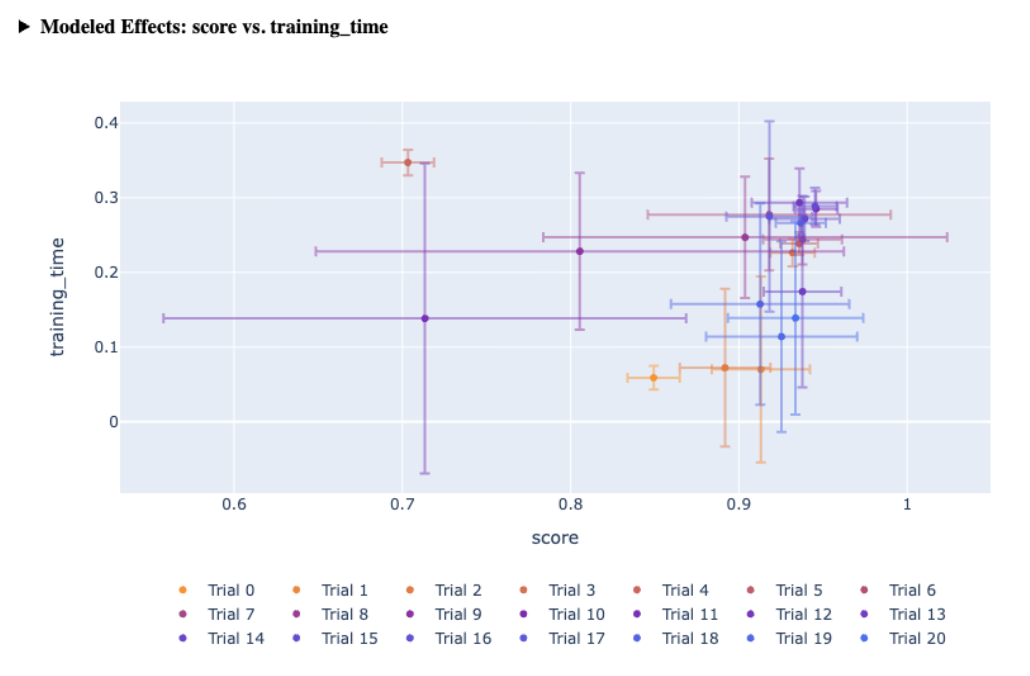 ▶ Modeled Effects: score vs. training_time
0.4
0.3
0.2
0.1
0
training_time
0.6 0.7 0.8 0.9 1
score
Trial 0 Trial 1 Trial 2 Trial 3 Trial 4 Trial 5 Trial 6
Trial 7 Trial 8 Trial 9 Trial 10 Trial 11 Trial 12 Trial 13
Trial 14 Trial 15 Trial 16 Trial 17 Trial 18 Trial 19 Trial 20